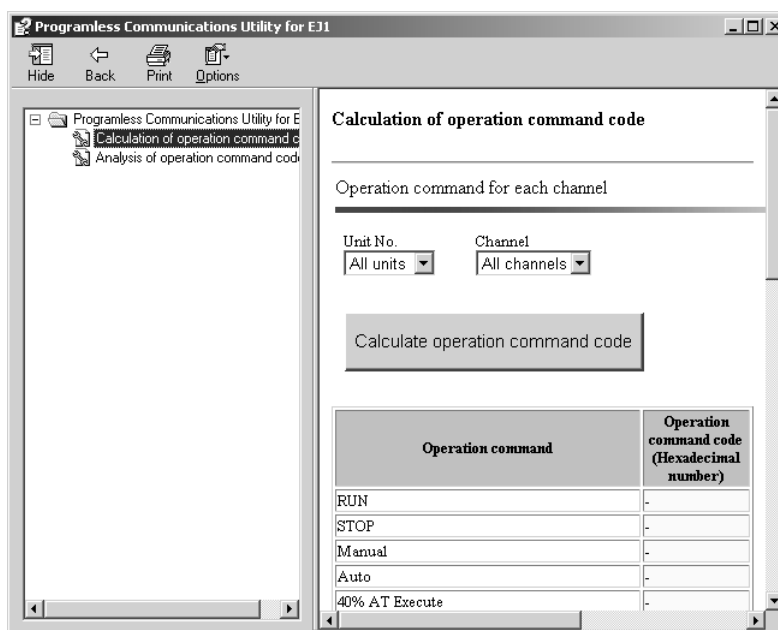 Programless Communications Utility for EJ1
Hide Back Print Options
Programless Communications Utility for E
Calculation of operation command c
Analysis of operation command cod
Calculation of operation command code
Operation command for each channel
Unit No. Channel
All units All channels
Calculate operation command code
Operation command
Operation
command code
(Hexadecimal
number)
RUN -
STOP -
Manual -
Auto -
40% AT Execute -